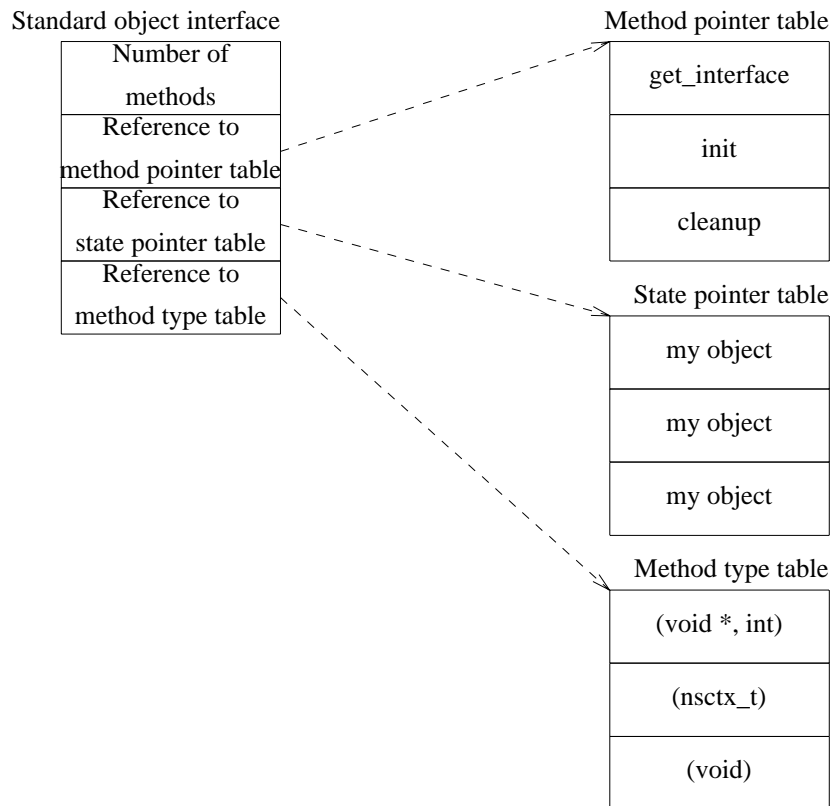 Standard object interface
Number of
methods
Reference to
method pointer table
Reference to
state pointer table
Reference to
method type table
Method pointer table
get_interface
init
cleanup
State pointer table
my object
my object
my object
Method type table
(void *, int)
(nsctx_t)
(void)